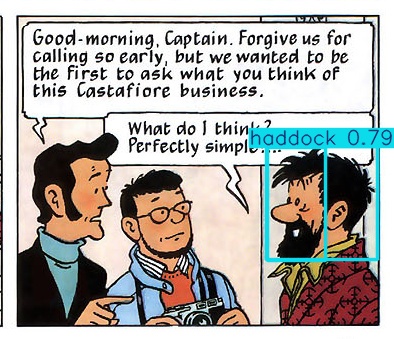 Good-morning, Captain. Forgive us for
calling so early, but we wanted to be
the first to ask what you think of
this Castafiore business.
What do I think?
Perfectly simple...
haddock 0.79